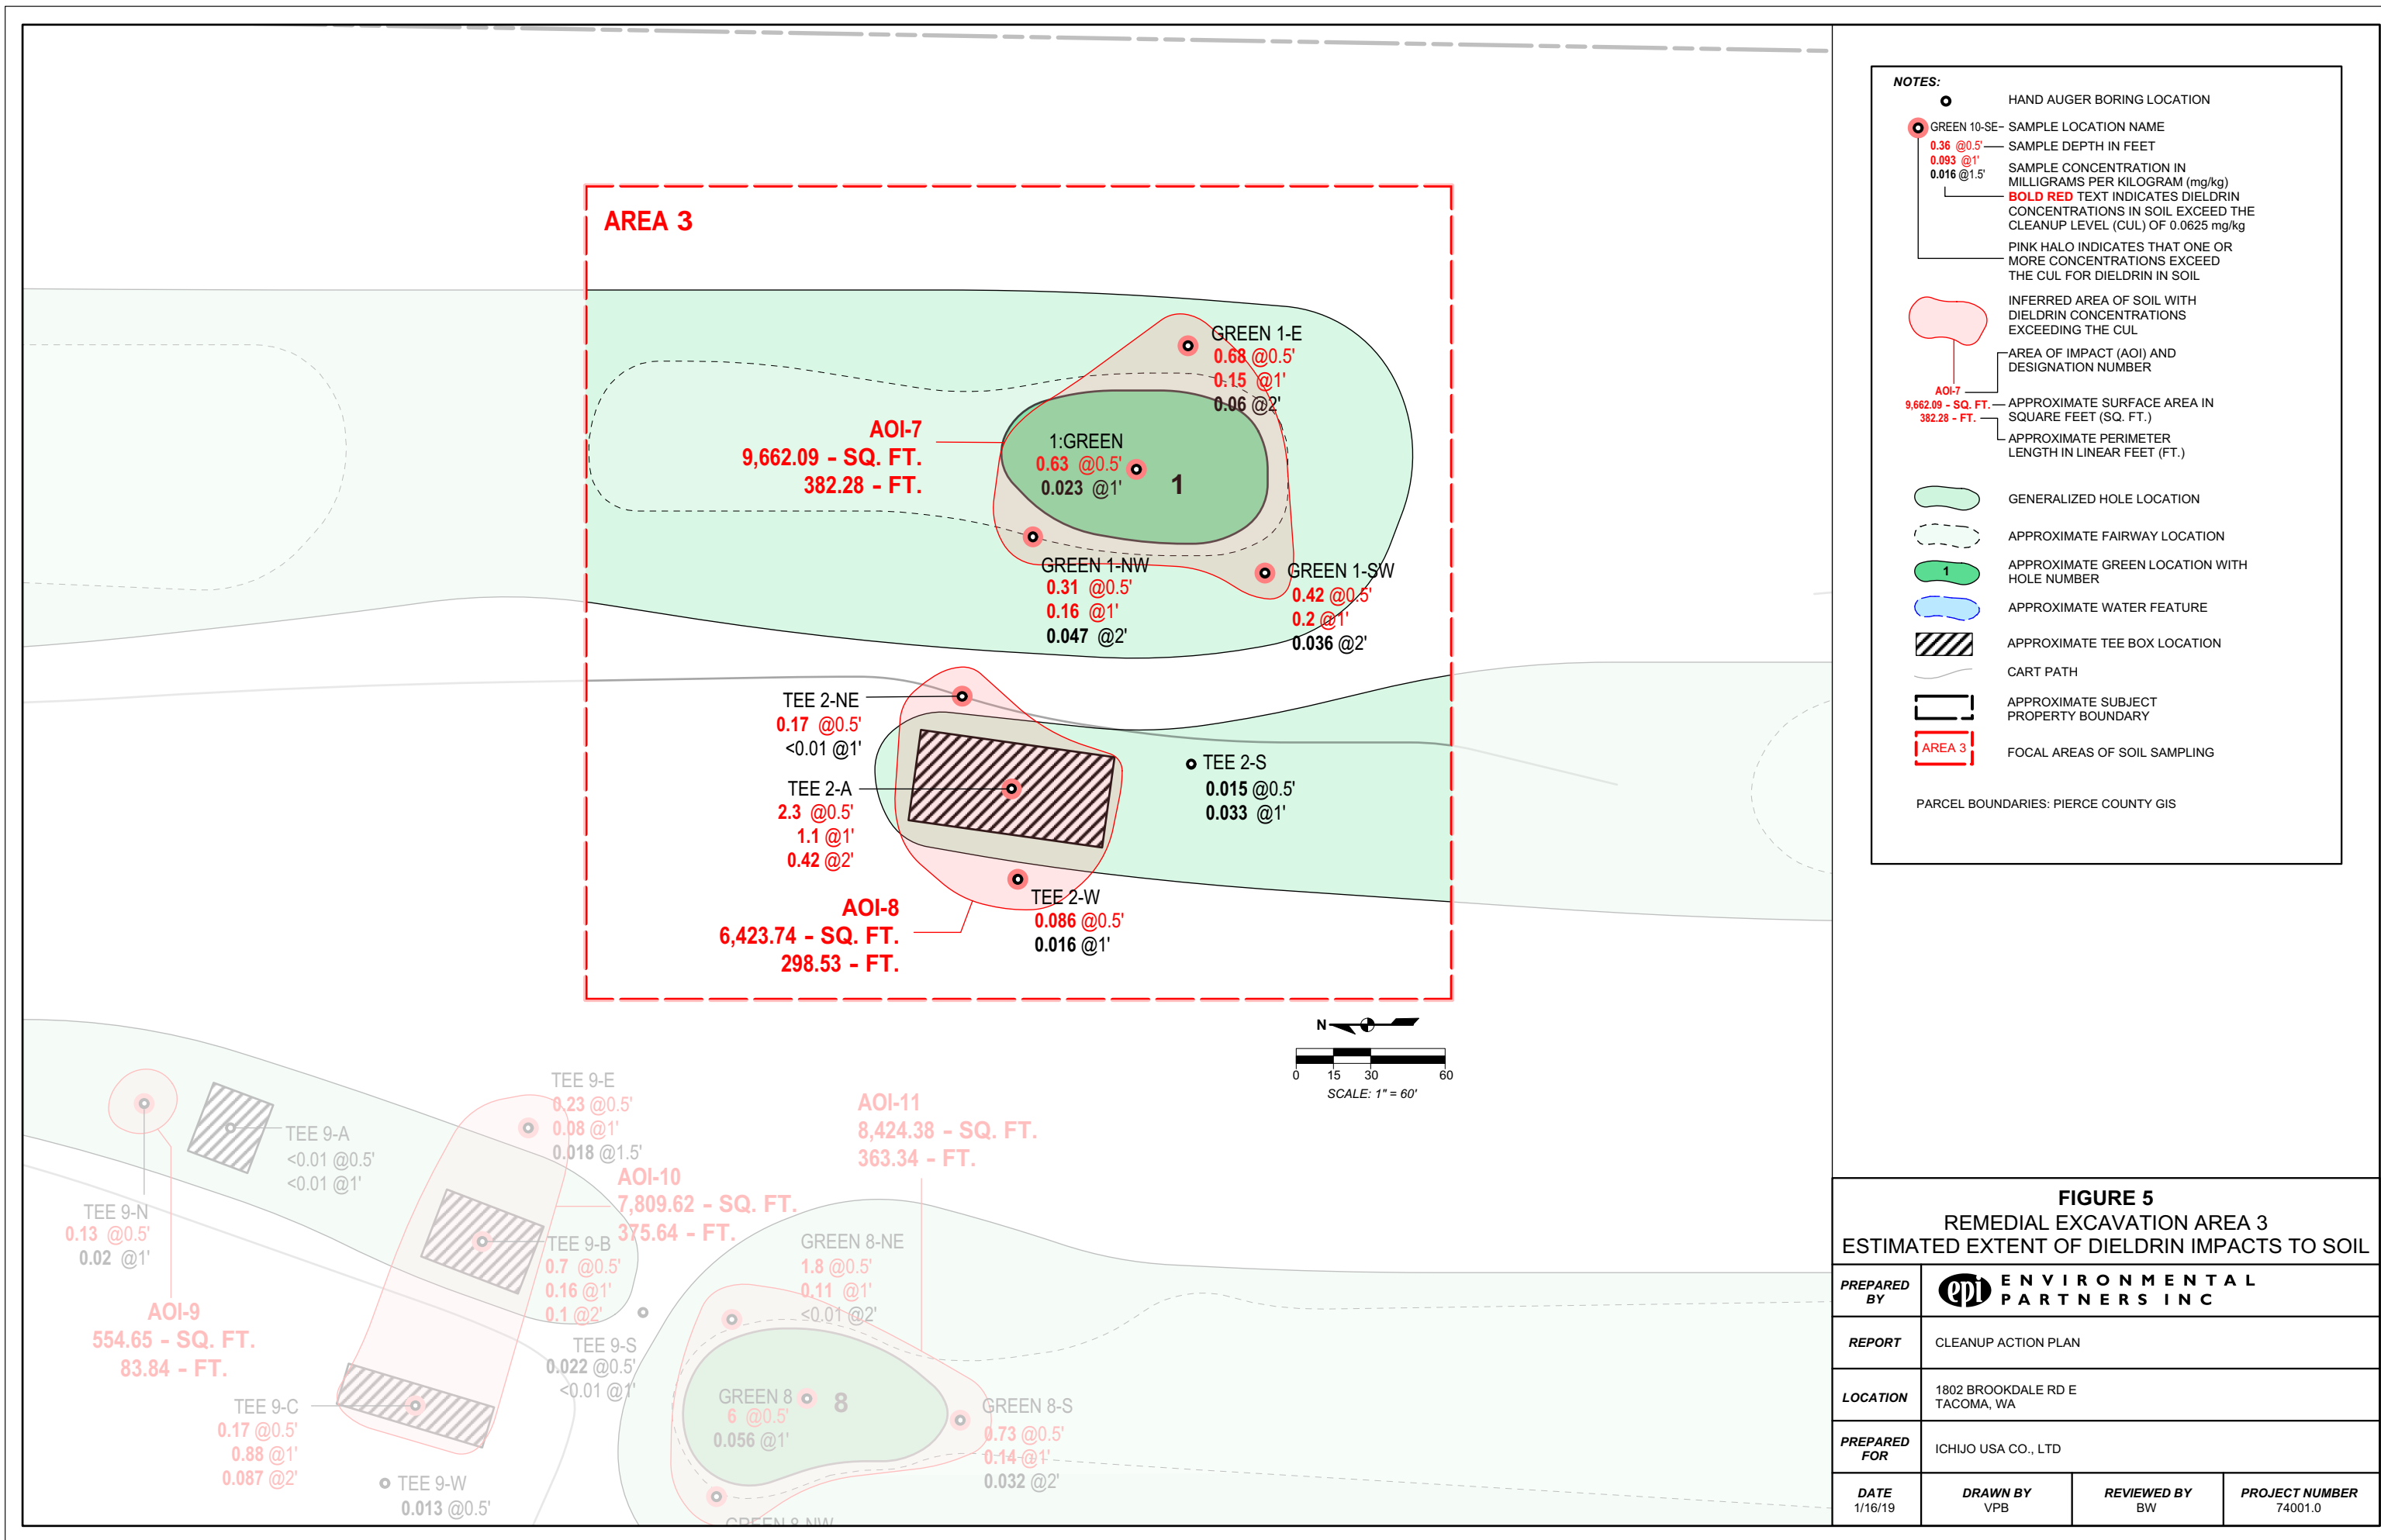 AREA 3
GREEN 1-E
0.68 @0.5'
0.15 @1'
0.06 @2'
AOI-7
9,662.09 - SQ. FT.
382.28 - FT.
1:GREEN
0.63 @0.5'
0.023 @1'
1
GREEN 1-NW
0.31 @0.5'
0.16 @1'
0.047 @2'
GREEN 1-SW
0.42 @0.5'
0.2 @1'
0.036 @2'
TEE 2-NE
0.17 @0.5'
<0.01 @1'
TEE 2-A
2.3 @0.5'
1.1 @1'
0.42 @2'
TEE 2-S
0.015 @0.5'
0.033 @1'
TEE 2-W
0.086 @0.5'
0.016 @1'
AOI-8
6,423.74 - SQ. FT.
298.53 - FT.
N
0 15 30 60
SCALE: 1" = 60'
TEE 9-E
0.23 @0.5'
0.08 @1'
0.018 @1.5'
TEE 9-A
<0.01 @0.5'
<0.01 @1'
AOI-10
7,809.62 - SQ. FT.
375.64 - FT.
AOI-11
8,424.38 - SQ. FT.
363.34 - FT.
TEE 9-N
0.13 @0.5'
0.02 @1'
AOI-9
554.65 - SQ. FT.
83.84 - FT.
TEE 9-B
0.7 @0.5'
0.16 @1'
0.1 @2'
TEE 9-S
0.022 @0.5'
<0.01 @1'
GREEN 8-NE
1.8 @0.5'
0.11 @1'
<0.01 @2'
TEE 9-C
0.17 @0.5'
0.88 @1'
0.087 @2'
TEE 9-W
0.013 @0.5'
GREEN 8
6 @0.5'
0.056 @1'
8
GREEN 8-S
0.73 @0.5'
0.14 @1'
0.032 @2'
GREEN 8-NW
NOTES:
HAND AUGER BORING LOCATION
GREEN 10-SE
0.36 @0.5'
0.093 @1'
0.016 @1.5'
SAMPLE LOCATION NAME
SAMPLE DEPTH IN FEET
SAMPLE CONCENTRATION IN
MILLIGRAMS PER KILOGRAM (mg/kg)
BOLD RED TEXT INDICATES DIELDRIN
CONCENTRATIONS IN SOIL EXCEED THE
CLEANUP LEVEL (CUL) OF 0.0625 mg/kg
PINK HALO INDICATES THAT ONE OR
MORE CONCENTRATIONS EXCEED
THE CUL FOR DIELDRIN IN SOIL
INFERRED AREA OF SOIL WITH
DIELDRIN CONCENTRATIONS
EXCEEDING THE CUL
AREA OF IMPACT (AOI) AND
DESIGNATION NUMBER
AOI-7
9,662.09 - SQ. FT.
382.28 - FT.
APPROXIMATE SURFACE AREA IN
SQUARE FEET (SQ. FT.)
APPROXIMATE PERIMETER
LENGTH IN LINEAR FEET (FT.)
GENERALIZED HOLE LOCATION
APPROXIMATE FAIRWAY LOCATION
1
APPROXIMATE GREEN LOCATION WITH
HOLE NUMBER
APPROXIMATE WATER FEATURE
APPROXIMATE TEE BOX LOCATION
CART PATH
APPROXIMATE SUBJECT
PROPERTY BOUNDARY
AREA 3
FOCAL AREAS OF SOIL SAMPLING
PARCEL BOUNDARIES: PIERCE COUNTY GIS
FIGURE 5
REMEDIAL EXCAVATION AREA 3
ESTIMATED EXTENT OF DIELDRIN IMPACTS TO SOIL
PREPARED
BY
epi
ENVIRONMENTAL
PARTNERS INC
REPORT
CLEANUP ACTION PLAN
LOCATION
1802 BROOKDALE RD E
TACOMA, WA
PREPARED
FOR
ICHIJO USA CO., LTD
DATE
1/16/19
DRAWN BY
VPB
REVIEWED BY
BW
PROJECT NUMBER
74001.0